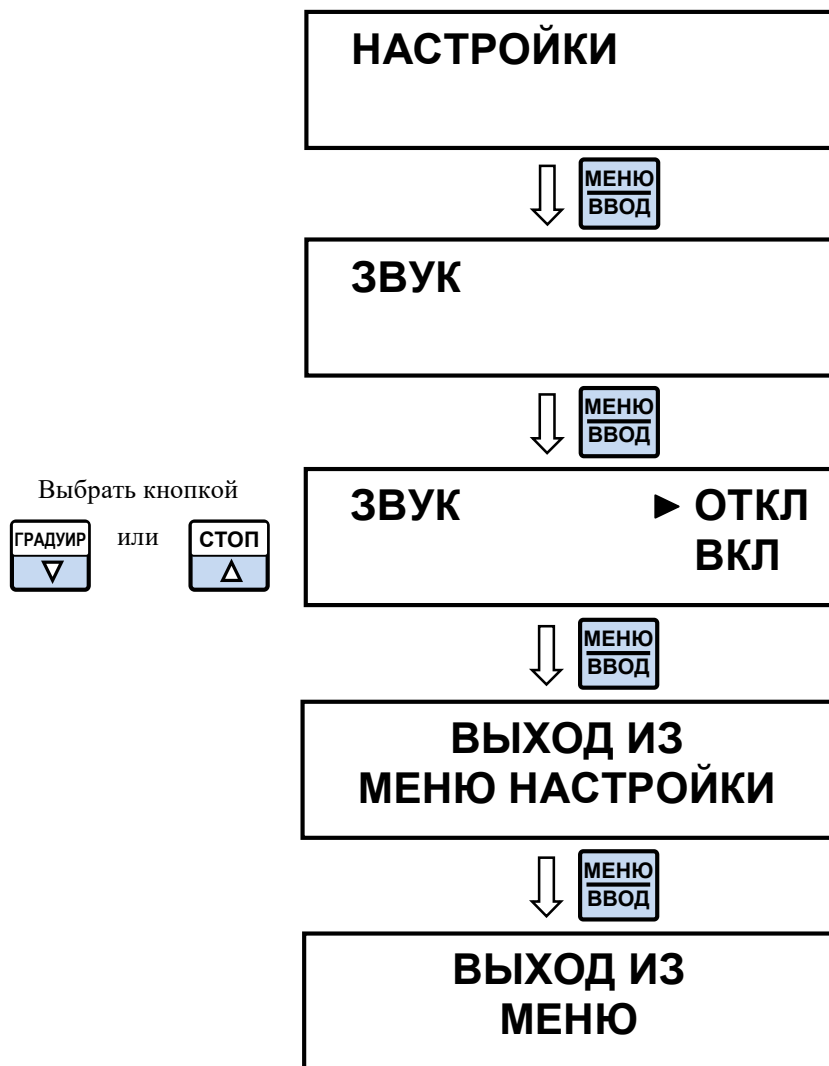 НАСТРОЙКИ
МЕНЮ
ВВОД
ЗВУК
МЕНЮ
ВВОД
Выбрать кнопкой
ГРАДУИР или СТОП
ЗВУК ► ОТКЛ
ВКЛ
МЕНЮ
ВВОД
ВЫХОД ИЗ
МЕНЮ НАСТРОЙКИ
МЕНЮ
ВВОД
ВЫХОД ИЗ
МЕНЮ